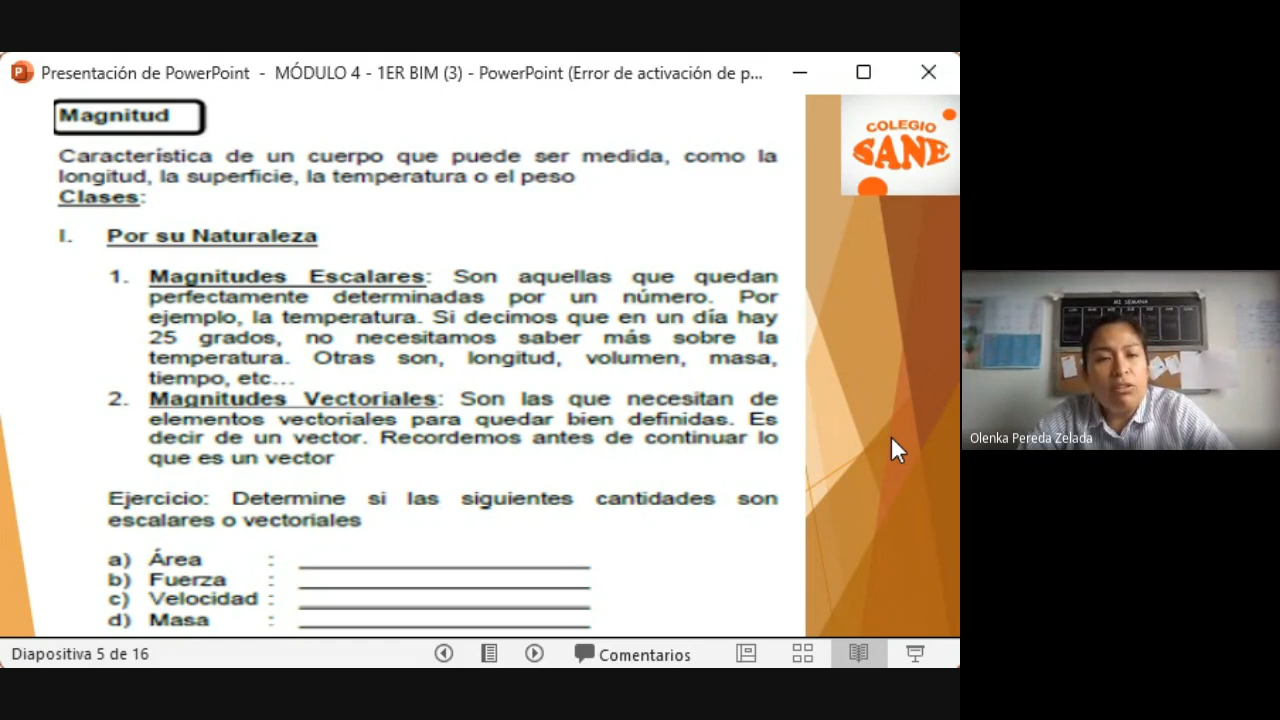 Presentación de PowerPoint - MÓDULO 4 - 1ER BIM (3) - PowerPoint (Error de activación de p...
Magnitud
COLEGIO
SANE
Característica de un cuerpo que puede ser medida, como la
longitud, la superficie, la temperatura o el peso
Clases:
I. Por su Naturaleza
1. Magnitudes Escalares: Son aquellas que quedan
perfectamente determinadas por un número. Por
ejemplo, la temperatura. Si decimos que en un día hay
25 grados, no necesitamos saber más sobre la
temperatura. Otras son, longitud, volumen, masa,
tiempo, etc...
2. Magnitudes Vectoriales: Son las que necesitan de
elementos vectoriales para quedar bien definidas. Es
decir de un vector. Recordemos antes de continuar lo
que es un vector
Ejercicio: Determine si las siguientes cantidades son
escalares o vectoriales
a) Área : ____________________
b) Fuerza : ____________________
c) Velocidad : ____________________
d) Masa : ____________________
Diapositiva 5 de 16
Comentarios
MI SEMANA
Olenka Pereda Zelada